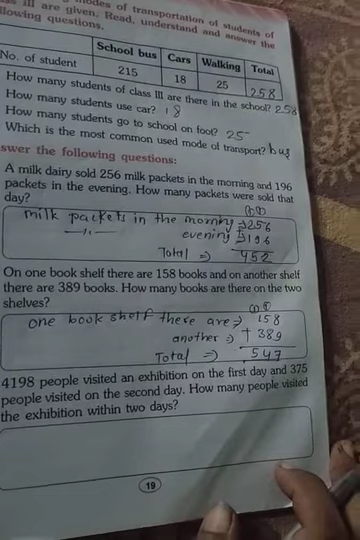 modes of transportation of students of
III are given. Read, understand and answer the
following questions.
School bus Cars Walking Total
No. of student 215 18 25 258
How many students of class III are there in the school? 258
How many students use car? 18
How many students go to school on foot? 25
Which is the most common used mode of transport? bus
swer the following questions:
A milk dairy sold 256 milk packets in the morning and 196
packets in the evening. How many packets were sold that
day?
milk packets in the morning → 256
evening 196
Total ⇒ 452
On one book shelf there are 158 books and on another shelf
there are 389 books. How many books are there on the two
shelves?
one book shelf there are ⇒ 158
another ⇒ + 389
Total ⇒ 547
4198 people visited an exhibition on the first day and 375
people visited on the second day. How many people visited
the exhibition within two days?
19